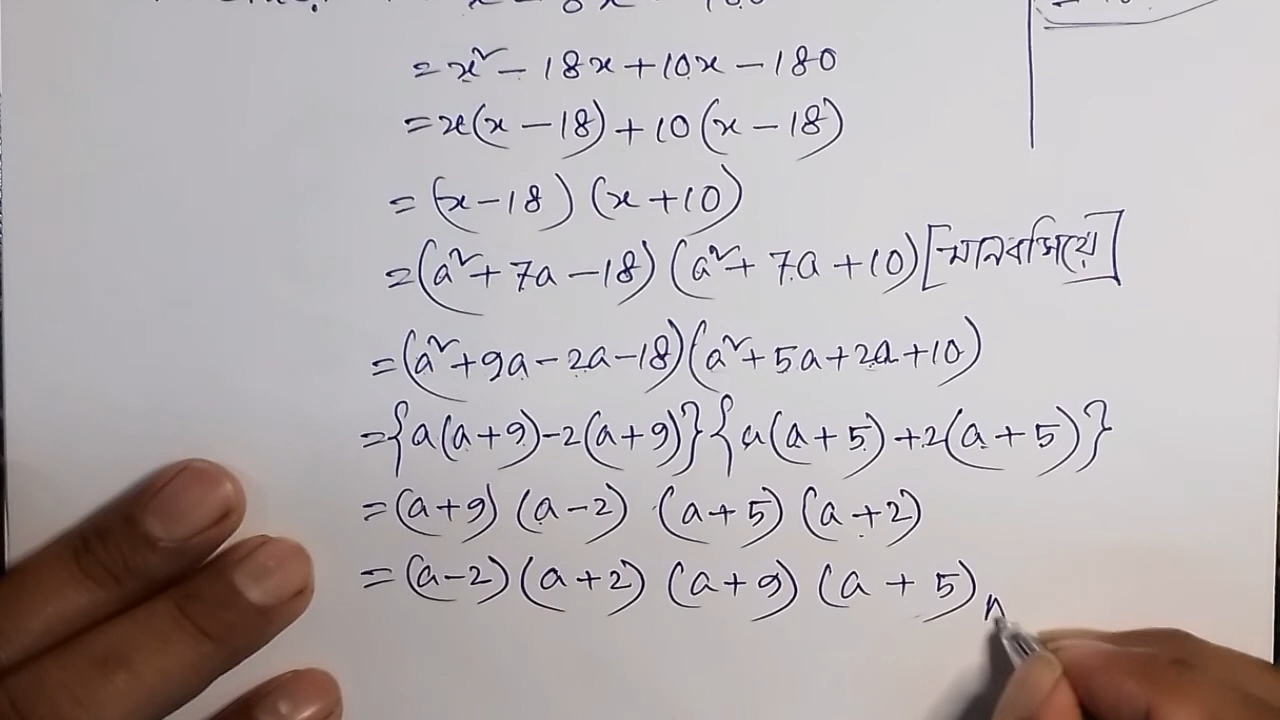 = x² - 18x + 10x - 180
= x(x - 18) + 10(x - 18)
= (x - 18) (x + 10)
= (a² + 7a - 18) (a² + 7a + 10) [মানবসিয়ে]
= (a² + 9a - 2a - 18) (a² + 5a + 2a + 10)
= {a(a + 9) - 2(a + 9)} {a(a + 5) + 2(a + 5)}
= (a + 9) (a - 2) (a + 5) (a + 2)
= (a - 2) (a + 2) (a + 9) (a + 5)